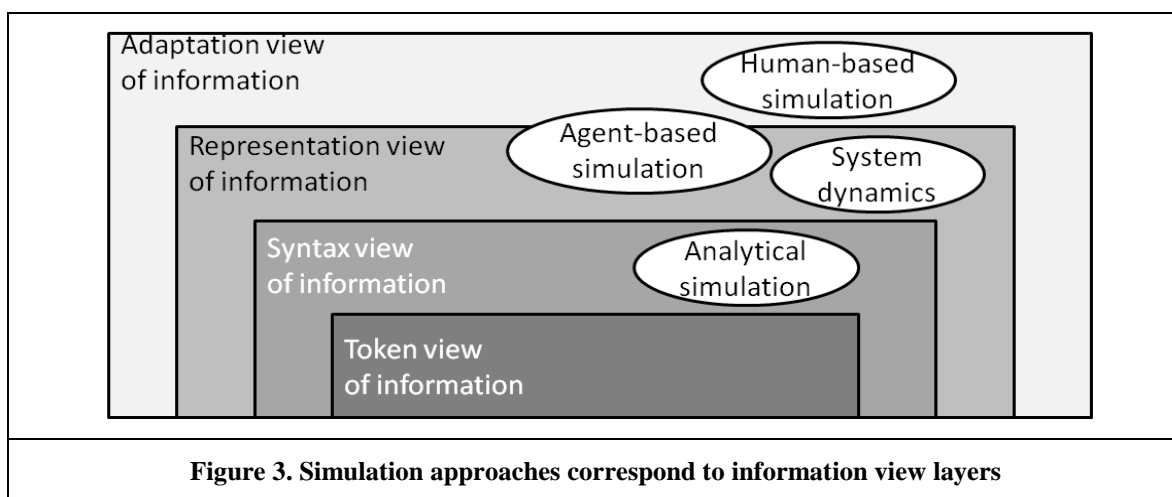 Adaptation view
of information
Human-based
simulation
Representation view
of information
Agent-based
simulation
System
dynamics
Syntax view
of information
Analytical
simulation
Token view
of information
Figure 3. Simulation approaches correspond to information view layers